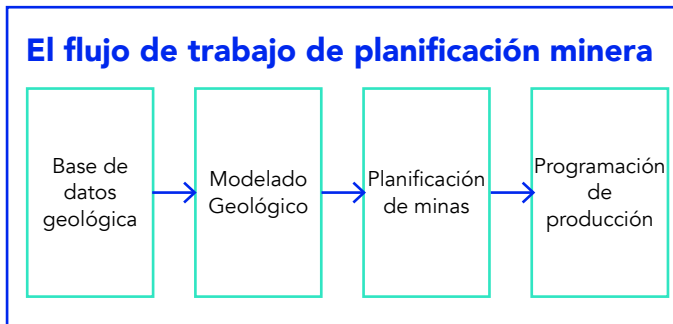 El flujo de trabajo de planificación minera
Base de
datos
geológica
Modelado
Geológico
Planificación
de minas
Programación
de
producción